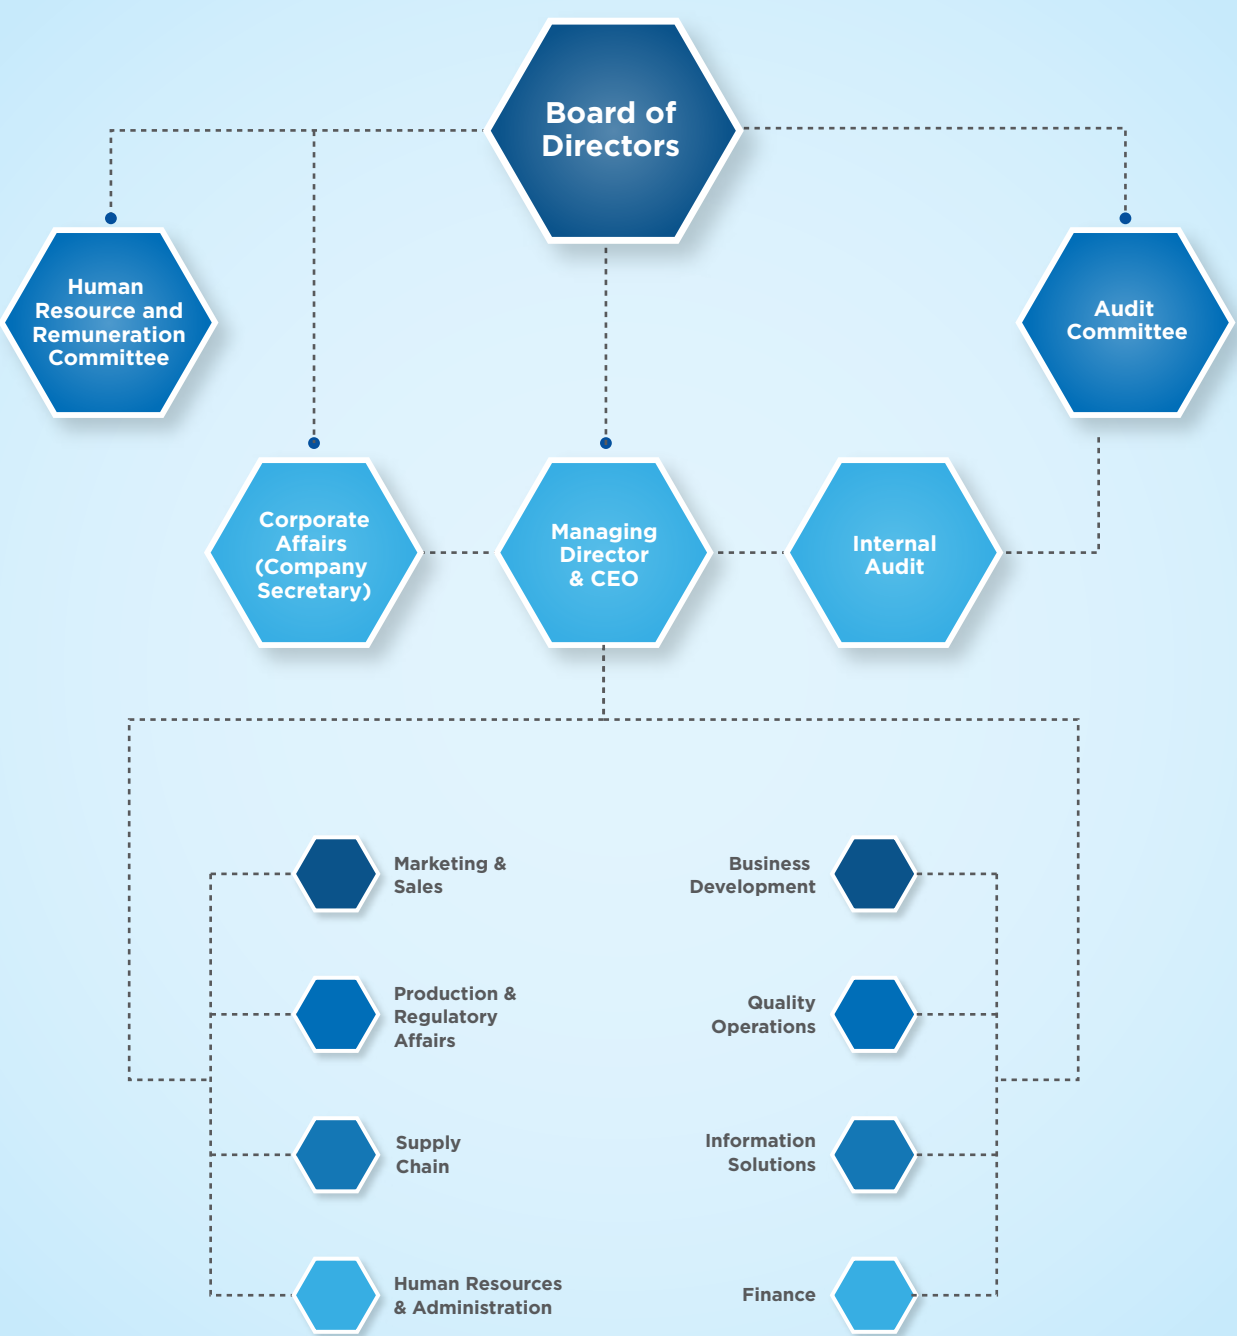 Board of
Directors
Human
Resource and
Remuneration
Committee
Audit
Committee
Corporate
Affairs
(Company
Secretary)
Managing
Director
& CEO
Internal
Audit
Marketing &
Sales
Business
Development
Production &
Regulatory
Affairs
Quality
Operations
Supply
Chain
Information
Solutions
Human Resources
& Administration
Finance